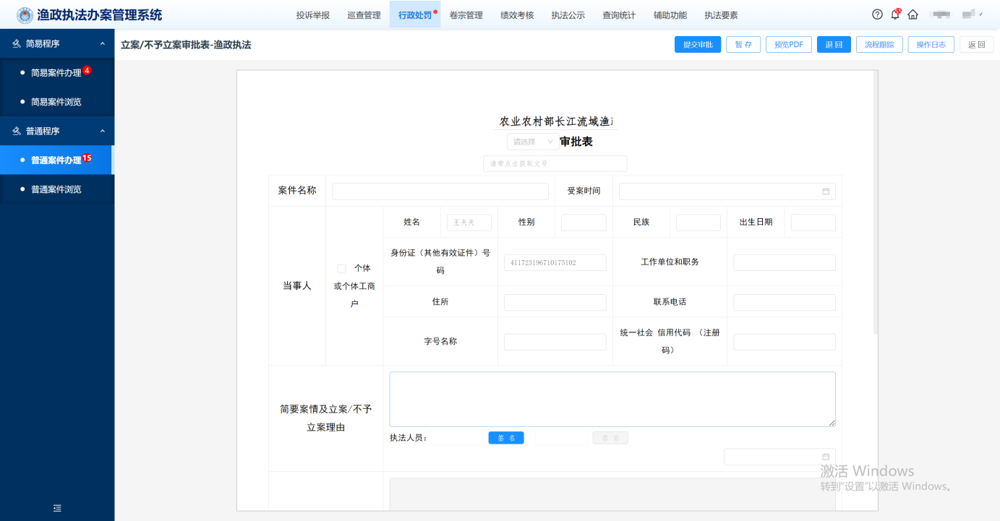 渔政执法办案管理系统
投诉举报 巡查管理 行政处罚 卷宗管理 绩效考核 执法公示 查询统计 辅助功能 执法要素
简易程序
简易案件办理 4
简易案件浏览
普通程序
普通案件办理 15
普通案件浏览
立案/不予立案审批表-渔政执法
提交审批 暂存 预览PDF 退回 流程跟踪 操作日志 返回
农业农村部长江流域渔
请选择 审批表
请带点击获取文号
案件名称 受案时间
当事人
个体
或个体工商
户
姓名 王天天 性别 民族 出生日期
身份证（其他有效证件）号
码
411723196710175102 工作单位和职务
住所 联系电话
字号名称 统一社会 信用代码 （注册
码）
简要案情及立案/不予
立案理由
执法人员： 签名 签名
激活 Windows
转到"设置"以激活 Windows。